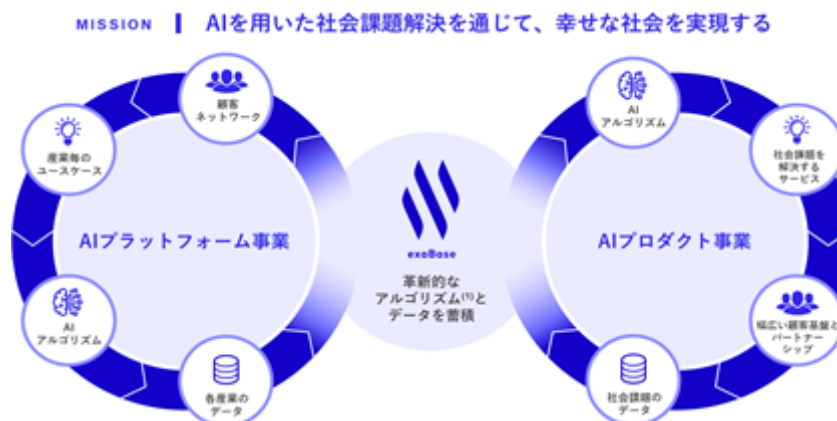 MISSION
AIを用いた社会課題解決を通じて、幸せな社会を実現する
顧客
ネットワーク
産業毎の
ユースケース
AIプラットフォーム事業
AI
アルゴリズム
各産業の
データ
exaBase
革新的な
アルゴリズム(1)と
データを蓄積
AI
アルゴリズム
社会課題を
解決する
サービス
AIプロダクト事業
幅広い顧客基盤と
パートナー
シップ
社会課題の
データ